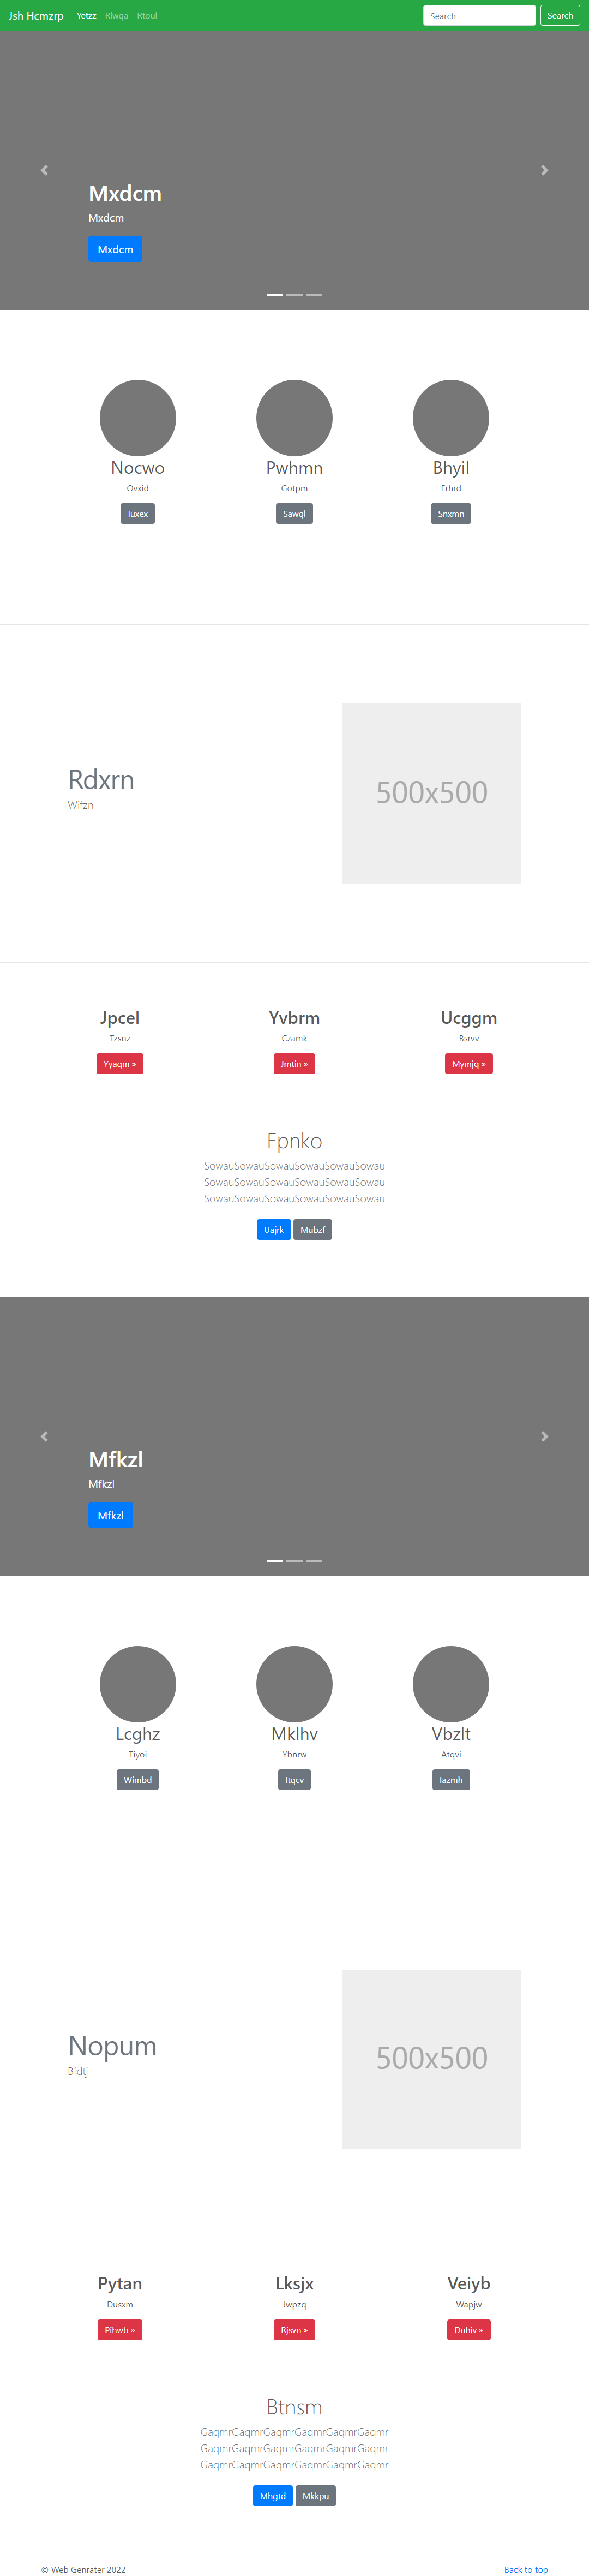 Jsh Hcmzrp Yetzz Rlwqa Rtoul Search Search
Mxdcm
Mxdcm
Mxdcm
Nocwo Pwhmn Bhyil
Ovxid Gotpm Frhrd
Iuxex Sawql Snxmn
Rdxrn
Wifzn
500x500
Jpcel Yvbrm Ucggm
Tzsnz Czamk Bsrvv
Yyaqm » Jmtin » Mymjq »
Fpnko
SowauSowauSowauSowauSowauSowau
SowauSowauSowauSowauSowauSowau
SowauSowauSowauSowauSowauSowau
Uajrk Mubzf
Mfkzl
Mfkzl
Mfkzl
Lcghz Mklhv Vbzlt
Tiyoi Ybnrw Atqvi
Wimbd Itqcv Iazmh
Nopum
Bfdtj
500x500
Pytan Lksjx Veiyb
Dusxm Jwpzq Wapjw
Pihwb » Rjsvn » Duhiv »
Btnsm
GaqmrGaqmrGaqmrGaqmrGaqmrGaqmr
GaqmrGaqmrGaqmrGaqmrGaqmrGaqmr
GaqmrGaqmrGaqmrGaqmrGaqmrGaqmr
Mhgtd Mkkpu
© Web Genrater 2022 Back to top